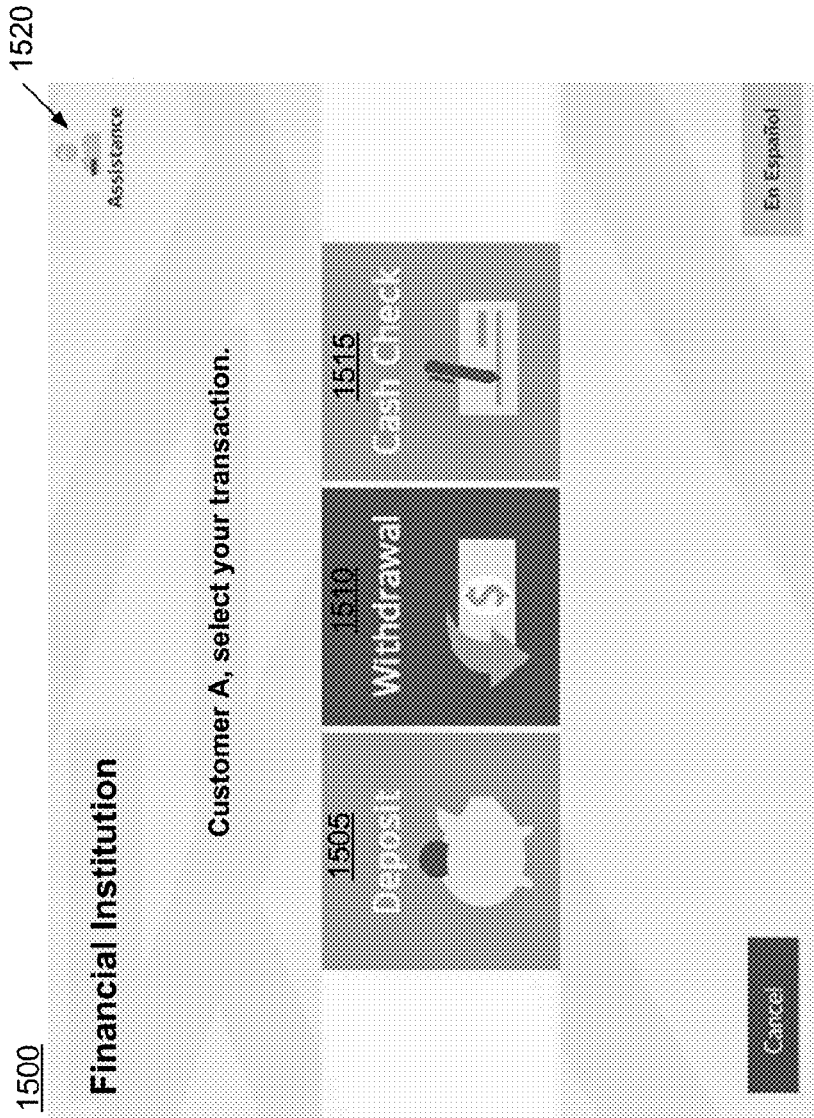 1500
1520
Financial Institution
Assistance
Customer A, select your transaction.
1505
Deposit
1510
Withdrawal
$
1515
Cash Check
Cancel
En Español